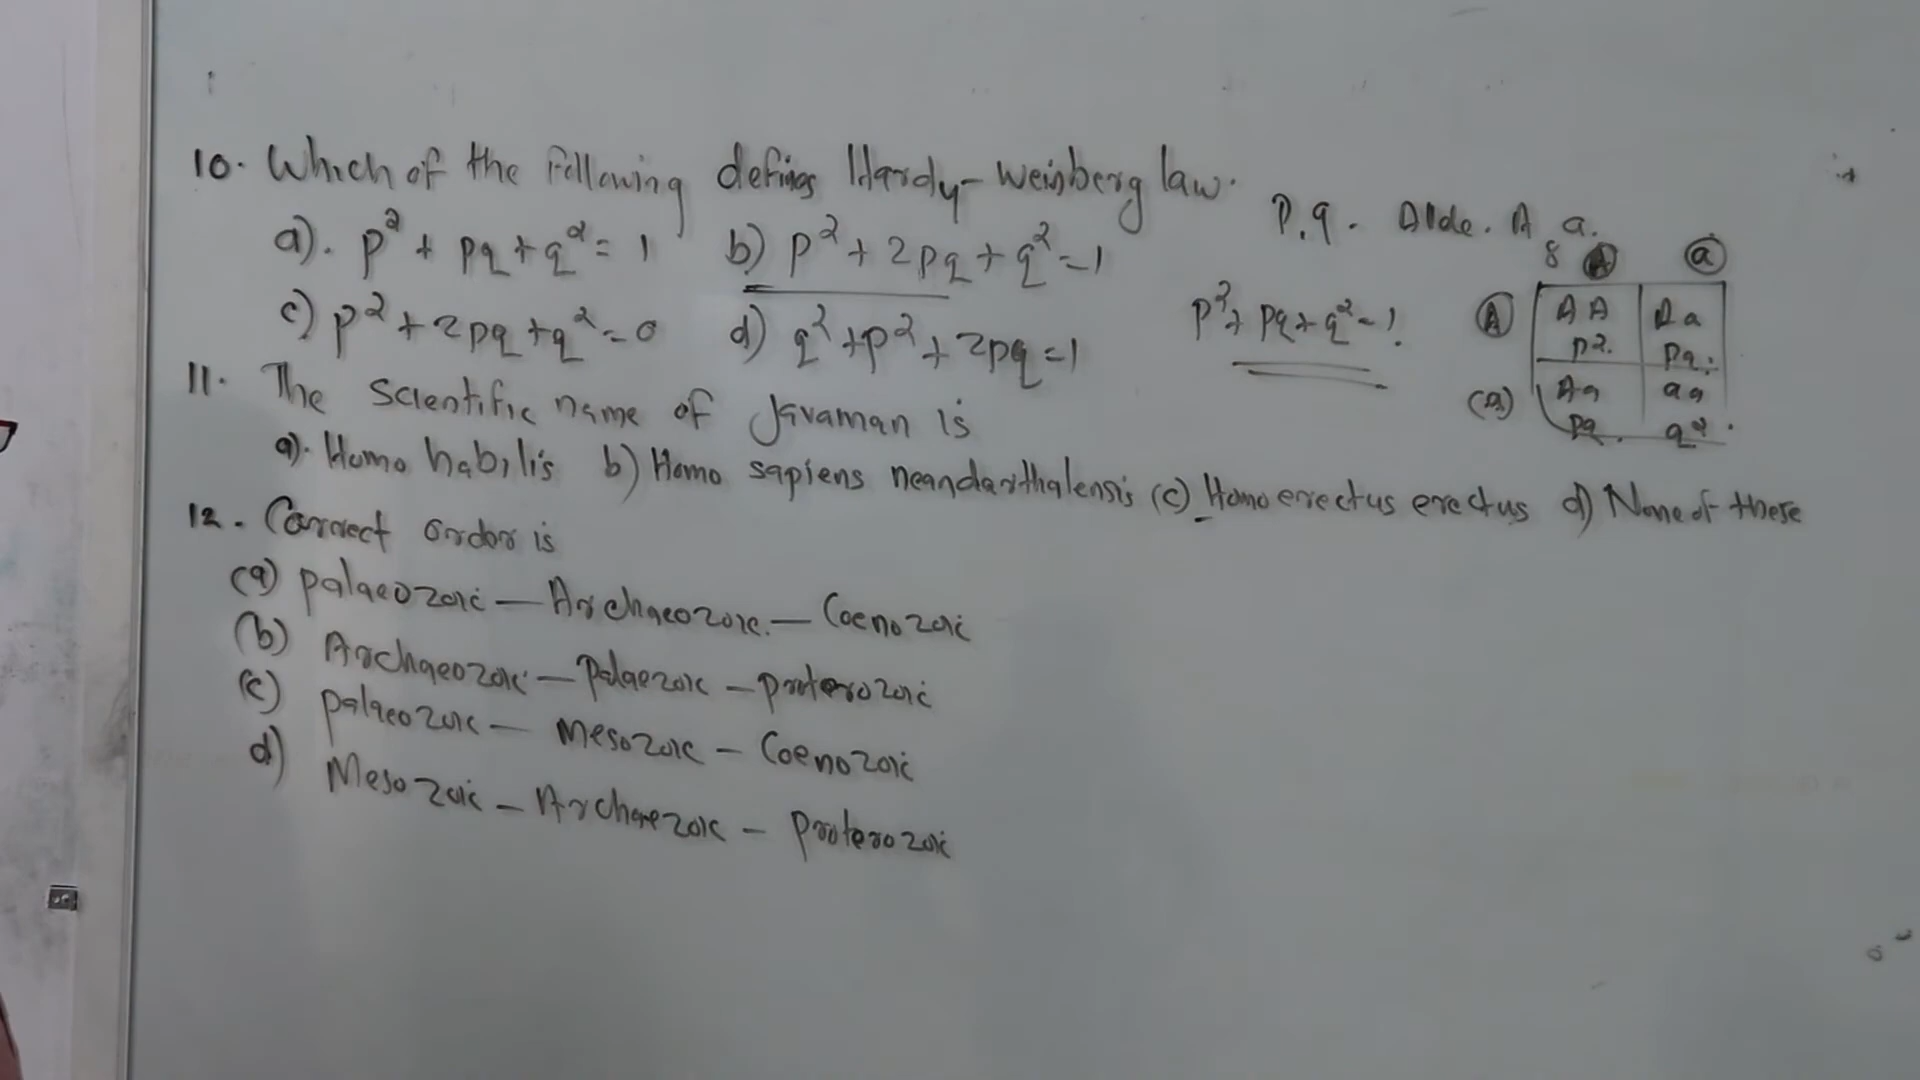 10. Which of the following defines Hardy-Weinberg law.
a). p² + pq + q² = 1 b) p² + 2pq + q² = 1
c) p² + 2pq + q² = 0 d) q² + p² + 2pq = 1
11. The scientific name of Javaman is
a). Homo habilis b) Homo sapiens neandarthalensis (c) Homo erectus erectus d) None of these
12. Correct order is
(a) palaeozoic — Archaeozoic. — Coenozoic
(b) Archaeozoic — Palaezoic — proterozoic
(c) palaeozoic — Mesozoic — Coenozoic
d) Mesozoic — Archaezoic — proterozoic
P.q. A a.
A a
p² + pq + q² = 1.
A AA Aa
p². pq.
(a) Aa aa
pq. q².